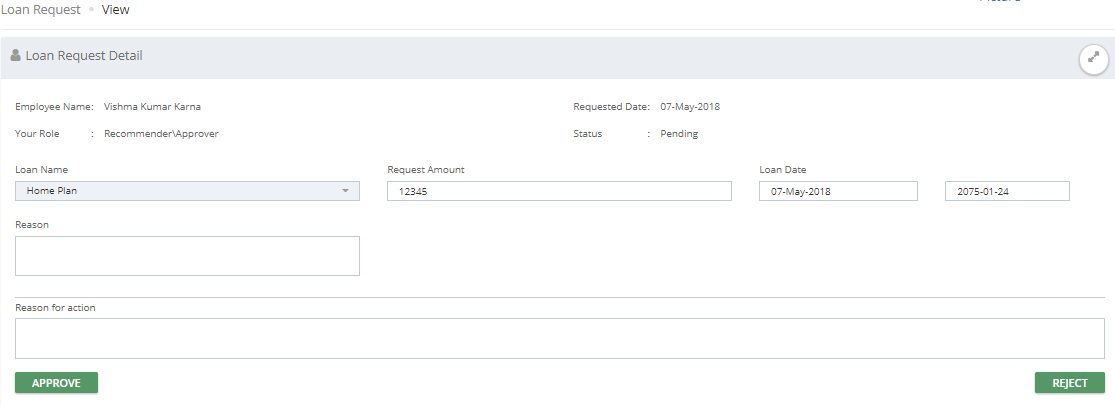 Loan Request • View
Loan Request Detail
Employee Name: Vishma Kumar Karna Requested Date: 07-May-2018
Your Role : Recommender\Approver Status : Pending
Loan Name Request Amount Loan Date
Home Plan 12345 07-May-2018 2075-01-24
Reason
Reason for action
APPROVE REJECT